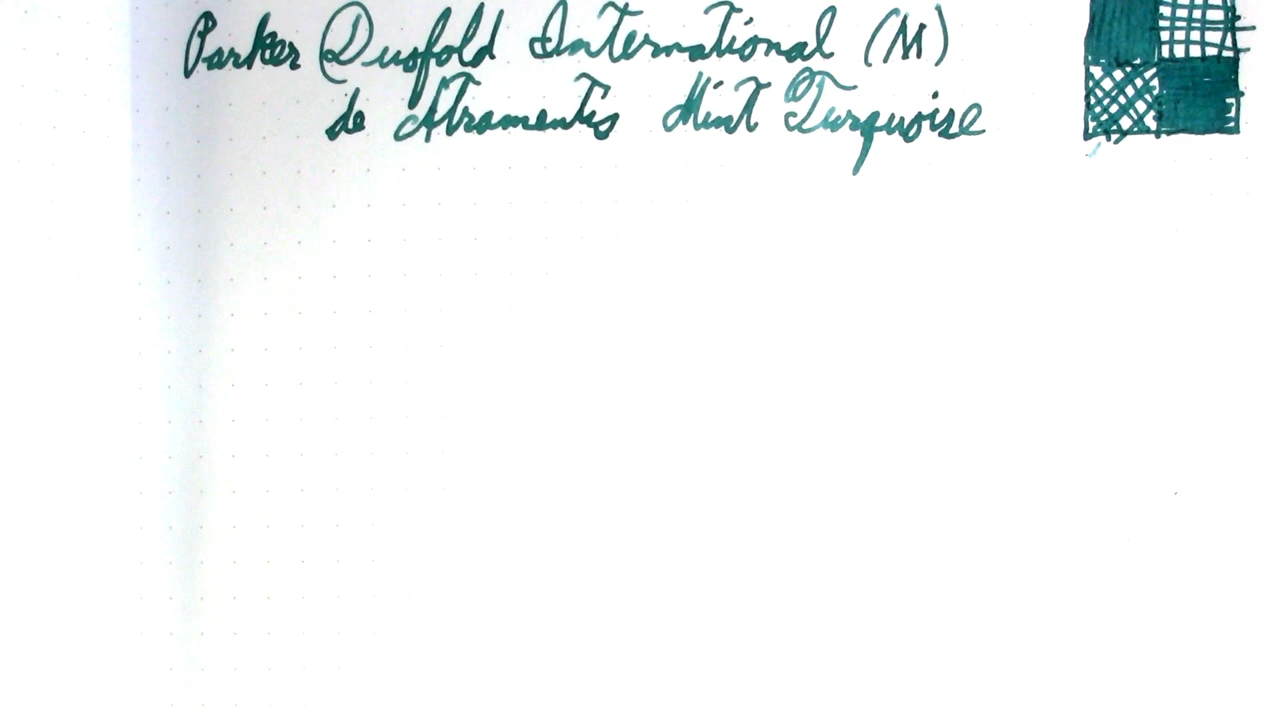 Parker Duofold International (M)
de Atramentis Mint Turquoise